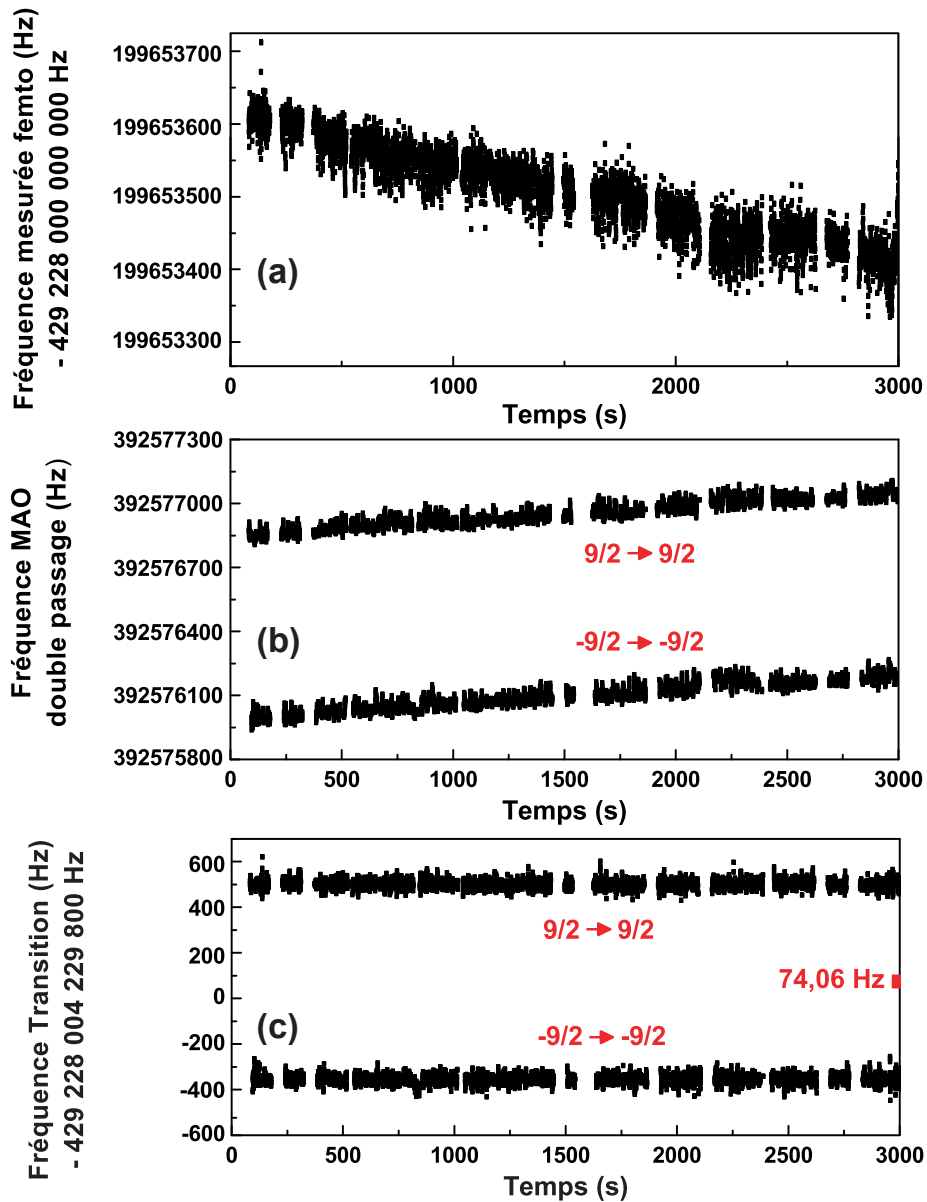 Fréquence mesurée femto (Hz)
- 429 228 000 000 000 Hz
199653700
199653600
199653500
199653400
199653300
(a)
0
1000
2000
3000
Temps (s)
Fréquence MAO
double passage (Hz)
392577300
392577000
392576700
392576400
392576100
392575800
9/2 → 9/2
-9/2 → -9/2
(b)
0
500
1000
1500
2000
2500
3000
Temps (s)
Fréquence Transition (Hz)
- 429 228 004 229 800 Hz
600
400
200
0
-200
-400
-600
9/2 → 9/2
74,06 Hz
-9/2 → -9/2
(c)
0
500
1000
1500
2000
2500
3000
Temps (s)